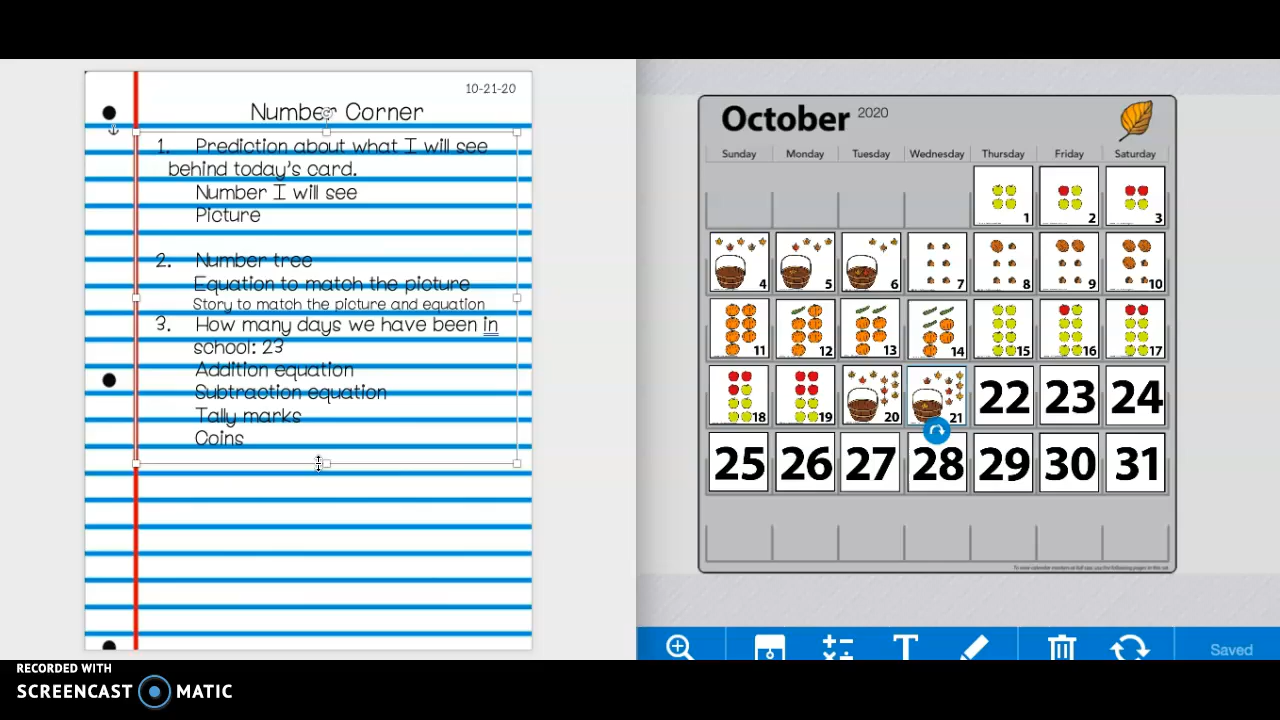 10-21-20
Number Corner
1. Prediction about what I will see
behind today's card.
Number I will see
Picture
2. Number tree
Equation to match the picture
Story to match the picture and equation
3. How many days we have been in
school: 23
Addition equation
Subtraction equation
Tally marks
Coins
October 2020
Sunday Monday Tuesday Wednesday Thursday Friday Saturday
1 2 3
4 5 6 7 8 9 10
11 12 13 14 15 16 17
18 19 20 21 22 23 24
25 26 27 28 29 30 31
T
Saved
RECORDED WITH
SCREENCAST MATIC